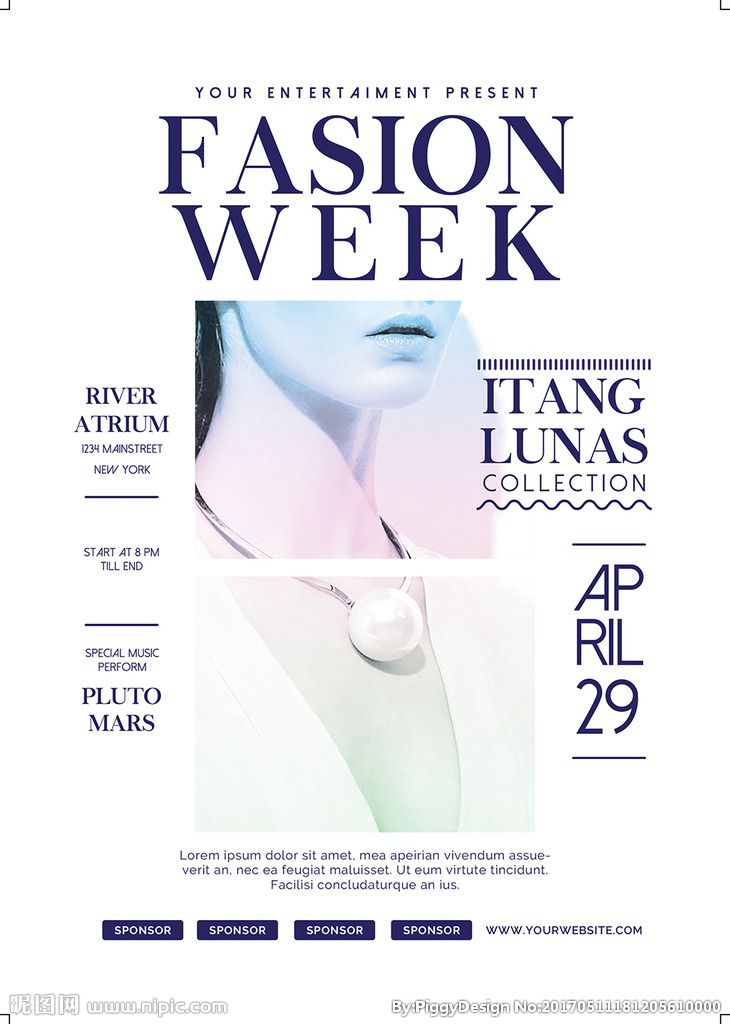 YOUR ENTERTAIMENT PRESENT
FASION
WEEK
RIVER
ATRIUM
1234 MAINSTREET
NEW YORK
START AT 8 PM
TILL END
SPECIAL MUSIC
PERFORM
PLUTO
MARS
ITANG
LUNAS
COLLECTION
AP
RIL
29
Lorem ipsum dolor sit amet, mea apeirian vivendum assue-
verit an, nec ea feugiat maluisset. Ut eum virtute tincidunt.
Facilisi concludaturque an ius.
SPONSOR SPONSOR SPONSOR SPONSOR WWW.YOURWEBSITE.COM
昵图网 www.nipic.com By:PiggyDesign No:20170511181205610000